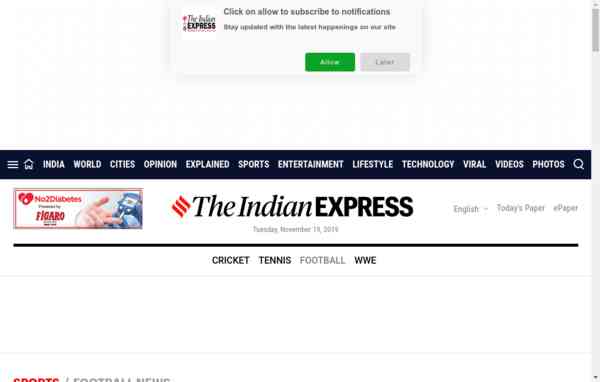 Click on allow to subscribe to notifications
The Indian
EXPRESS
Stay updated with the latest happenings on our site
Allow
Later
INDIA WORLD CITIES OPINION EXPLAINED SPORTS ENTERTAINMENT LIFESTYLE TECHNOLOGY VIRAL VIDEOS PHOTOS
No2Diabetes
Powered by
FIGARO
The Indian EXPRESS
English
Today's Paper
ePaper
Tuesday, November 19, 2019
CRICKET TENNIS FOOTBALL WWE
SPORTS / FOOTBALL NEWS